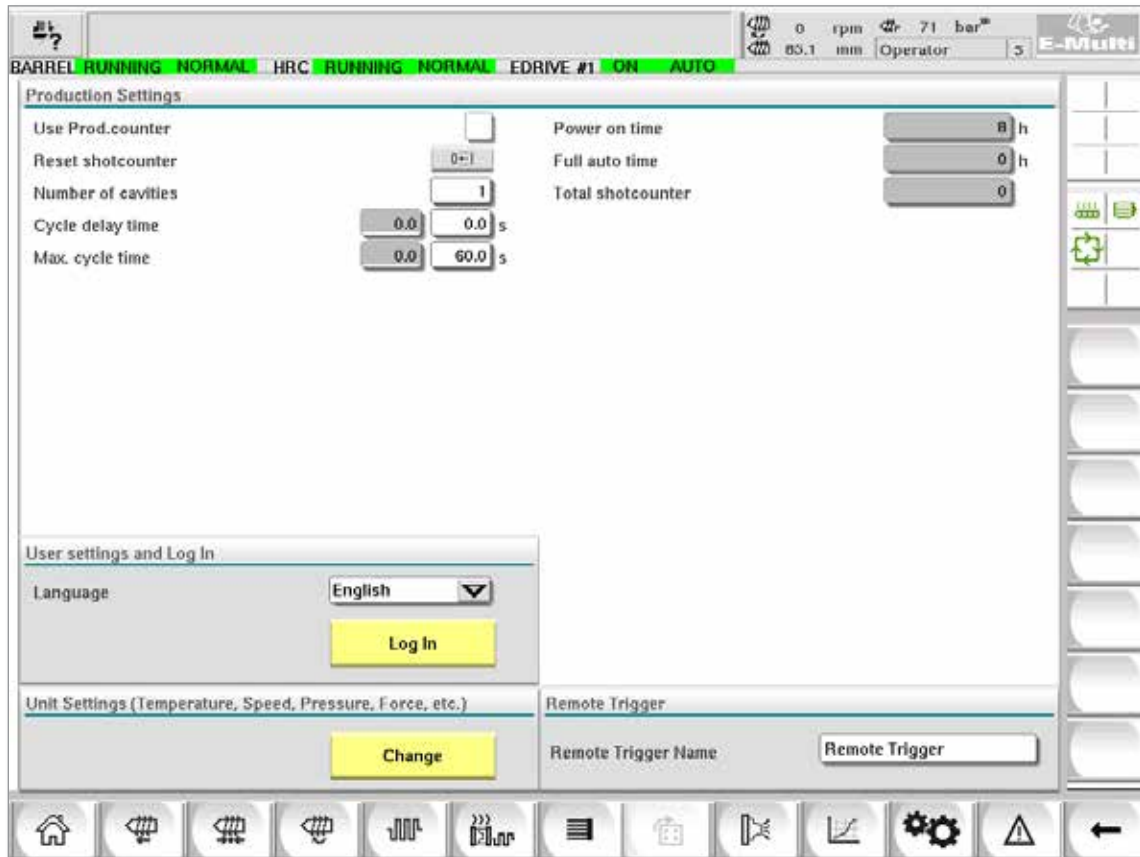 0 rpm 71 bar
85.1 mm Operator 5 E-Multi
BARREL RUNNING NORMAL HRC RUNNING NORMAL EDRIVE #1 ON AUTO
Production Settings
Use Prod.counter
Power on time 8 h
Reset shotcounter
Full auto time 0 h
Number of cavities 1
Total shotcounter 0
Cycle delay time 0.0 0.0 s
Max. cycle time 0.0 60.0 s
User settings and Log In
Language English
Log In
Unit Settings (Temperature, Speed, Pressure, Force, etc.)
Change
Remote Trigger
Remote Trigger Name Remote Trigger